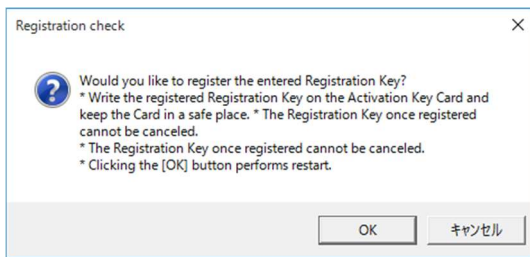 Registration check
Would you like to register the entered Registration Key?
* Write the registered Registration Key on the Activation Key Card and
keep the Card in a safe place. * The Registration Key once registered
cannot be canceled.
* The Registration Key once registered cannot be canceled.
* Clicking the [OK] button performs restart.
OK
キャンセル